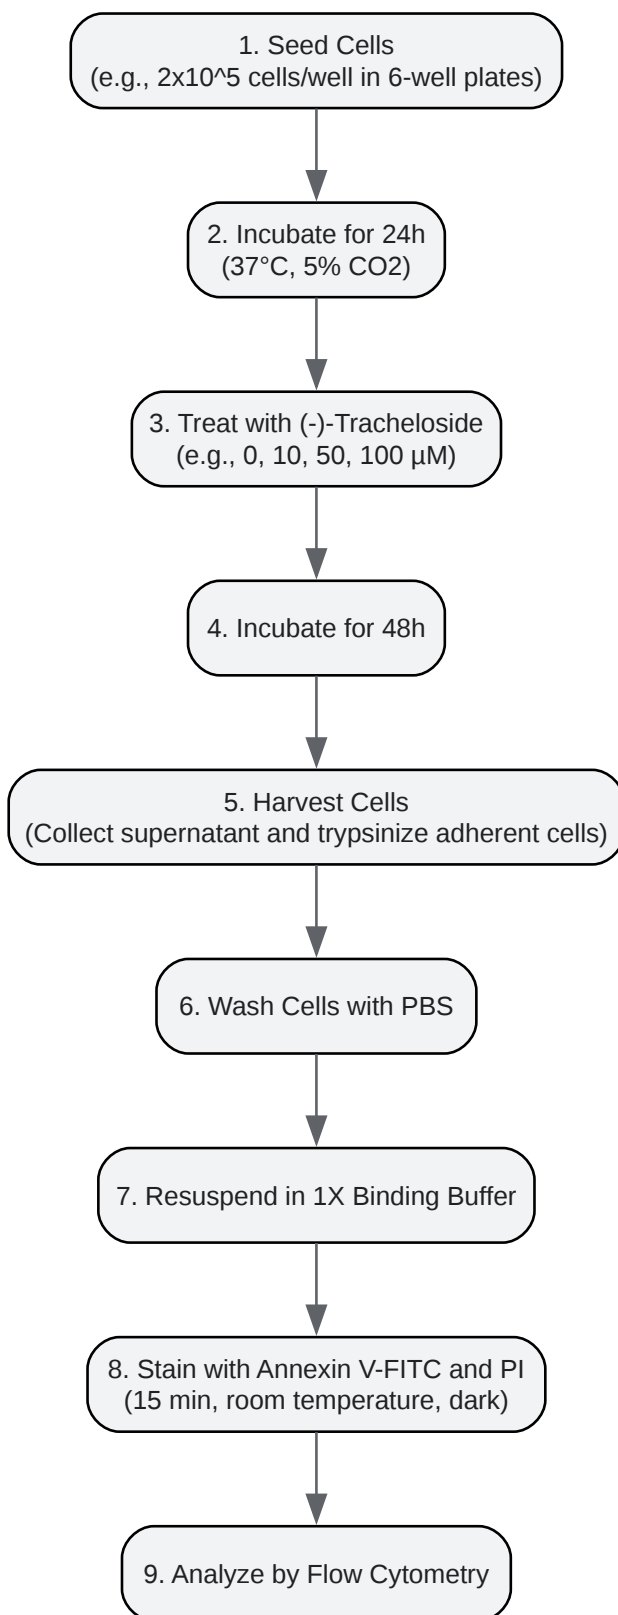 1. Seed Cells
(e.g., 2x10^5 cells/well in 6-well plates)
2. Incubate for 24h
(37°C, 5% CO2)
3. Treat with (-)-Tracheloside
(e.g., 0, 10, 50, 100 µM)
4. Incubate for 48h
5. Harvest Cells
(Collect supernatant and trypsinize adherent cells)
6. Wash Cells with PBS
7. Resuspend in 1X Binding Buffer
8. Stain with Annexin V-FITC and PI
(15 min, room temperature, dark)
9. Analyze by Flow Cytometry